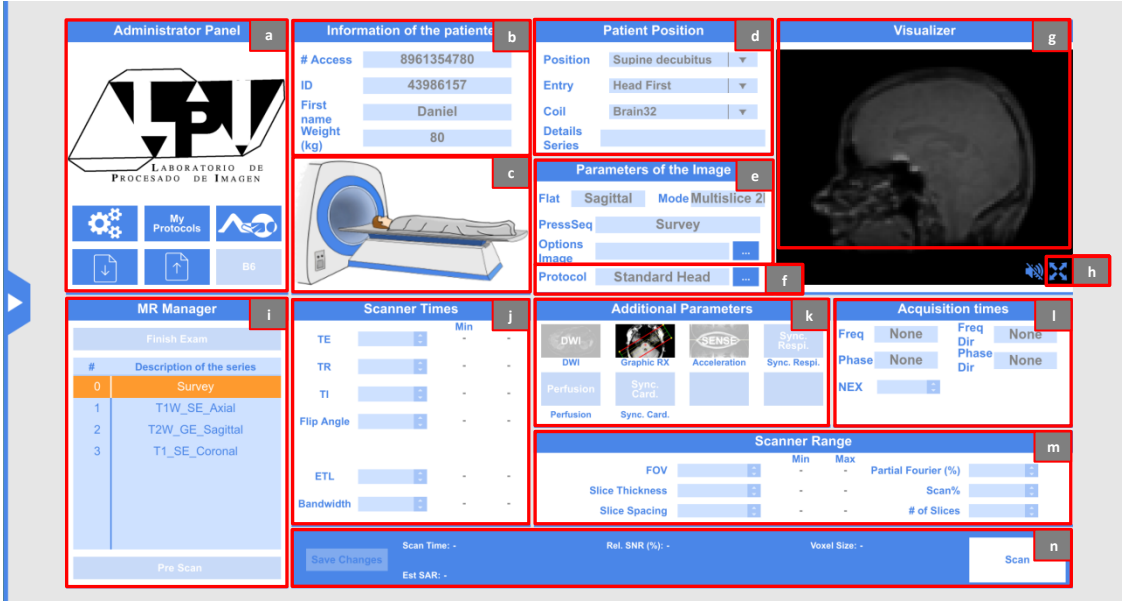 Administrator Panel
a
LPI
LABORATORIO DE
PROCESADO DE IMAGEN
My
Protocols
B6
Information of the patiente
b
# Access 8961354780
ID 43986157
First
name
Daniel
Weight
(kg)
80
c
Patient Position
d
Position Supine decubitus
Entry Head First
Coil Brain32
Details
Series
Parameters of the Image
e
Flat Sagittal Mode Multislice 2
PressSeq Survey
Options
Image
...
Protocol Standard Head ...
f
Visualizer
g
h
MR Manager
i
Finish Exam
# Description of the series
0 Survey
1 T1W_SE_Axial
2 T2W_GE_Sagittal
3 T1_SE_Coronal
Pre Scan
Scanner Times
j
Min
TE - -
TR - -
TI - -
Flip Angle - -
ETL - -
Bandwidth - -
Additional Parameters
k
DWI
SENSE
Sync.
Respi.
DWI Graphic RX Acceleration Sync. Respi.
Perfusion
Sync.
Card.
Perfusion Sync. Card.
Acquisition times
l
Freq None
Freq
Dir
None
Phase None
Phase
Dir
None
NEX
Scanner Range
m
Min Max
FOV - - Partial Fourier (%)
Slice Thickness - - Scan%
Slice Spacing - - # of Slices
n
Save Changes
Scan Time: - Rel. SNR (%): - Voxel Size: -
Est SAR: -
Scan